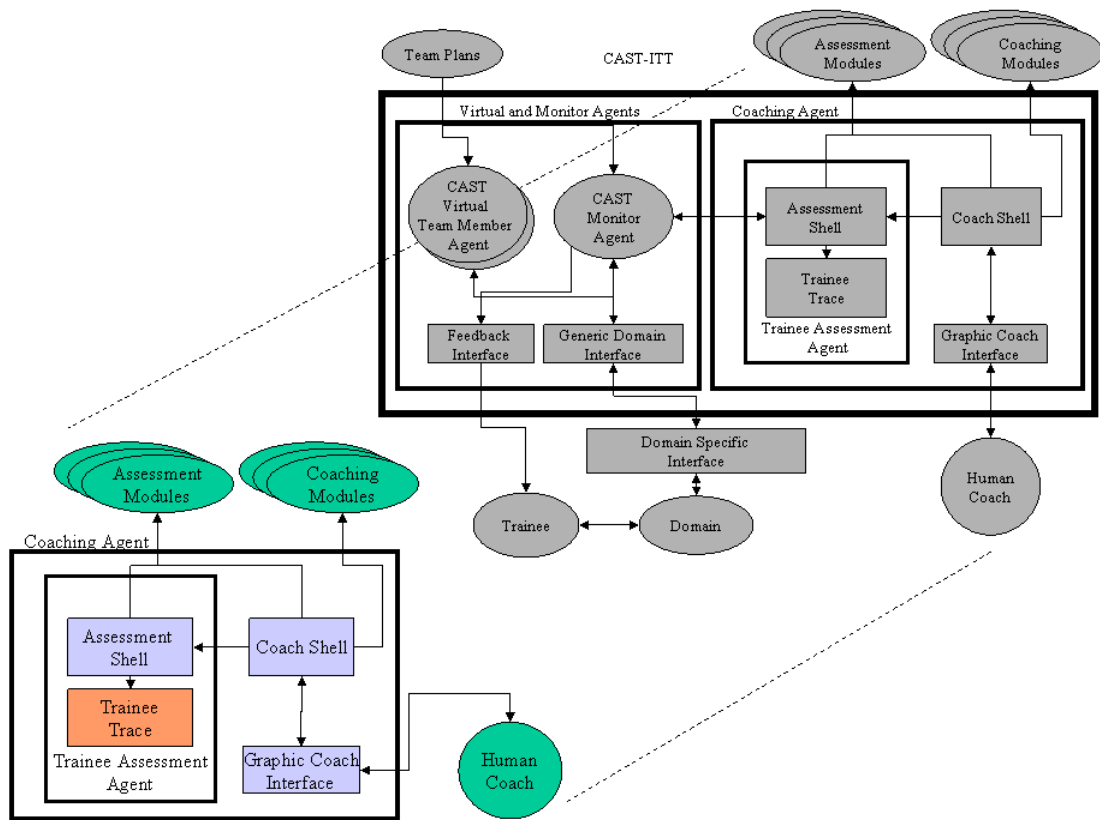 Team Plans
CAST-ITT
Assessment
Modules
Coaching
Modules
Virtual and Monitor Agents
Coaching Agent
CAST
Virtual
Team Member
Agent
CAST
Monitor
Agent
Assessment
Shell
Coach Shell
Trainee
Trace
Trainee Assessment
Agent
Feedback
Interface
Generic Domain
Interface
Graphic Coach
Interface
Domain Specific
Interface
Trainee
Domain
Human
Coach
Assessment
Modules
Coaching
Modules
Coaching Agent
Assessment
Shell
Coach Shell
Trainee
Trace
Trainee Assessment
Agent
Graphic Coach
Interface
Human
Coach